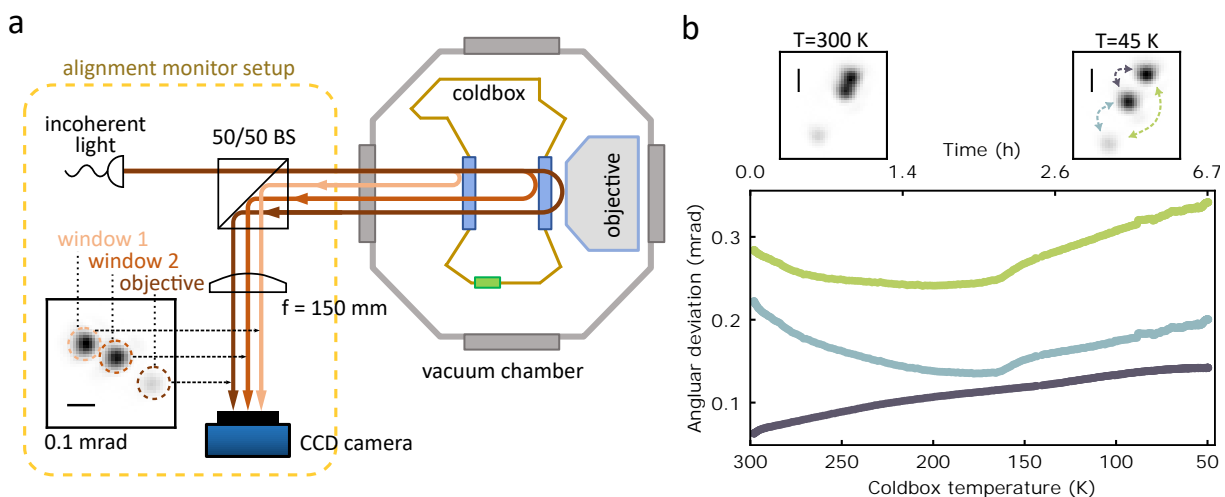 a
alignment monitor setup
incoherent
light
50/50 BS
coldbox
objective
window 1
window 2
objective
f = 150 mm
vacuum chamber
0.1 mrad
CCD camera
b
T=300 K
T=45 K
Time (h)
0.0 1.4 2.6 6.7
Angluar deviation (mrad)
0.3
0.2
0.1
300 250 200 150 100 50
Coldbox temperature (K)